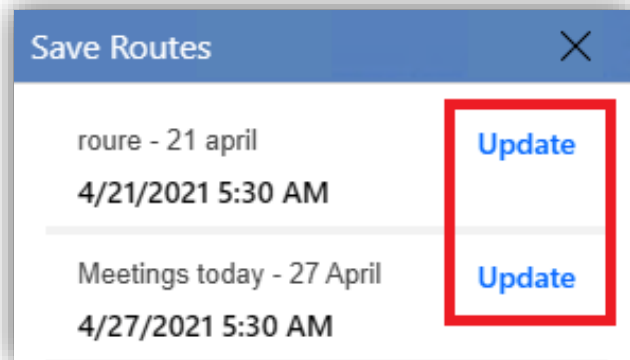 Save Routes
roure - 21 april
Update
4/21/2021 5:30 AM
Meetings today - 27 April
Update
4/27/2021 5:30 AM